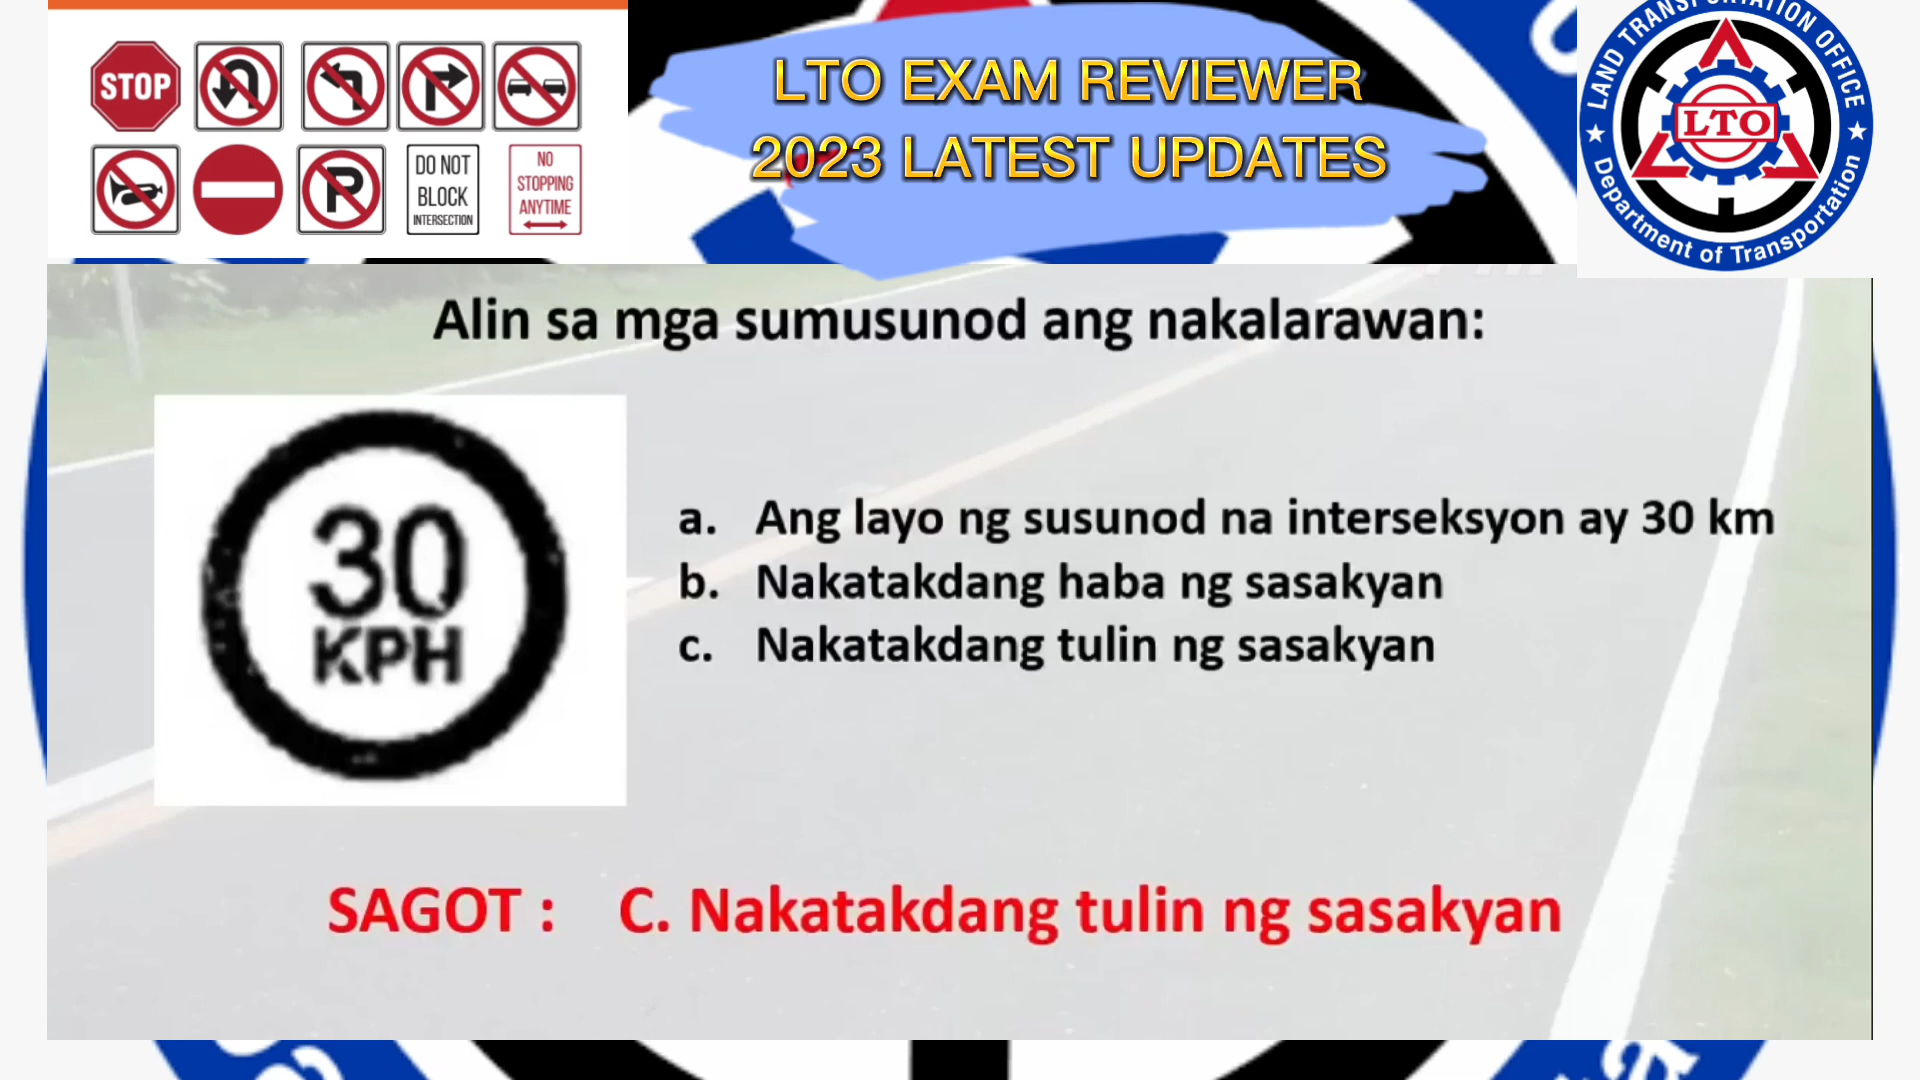 STOP
DO NOT
BLOCK
INTERSECTION
NO
STOPPING
ANYTIME
P
LTO EXAM REVIEWER
2023 LATEST UPDATES
LAND TRANSPORTATION OFFICE
LTO
Department of Transportation
Alin sa mga sumusunod ang nakalarawan:
30
KPH
a. Ang layo ng susunod na interseksyon ay 30 km
b. Nakatakdang haba ng sasakyan
c. Nakatakdang tulin ng sasakyan
SAGOT : C. Nakatakdang tulin ng sasakyan